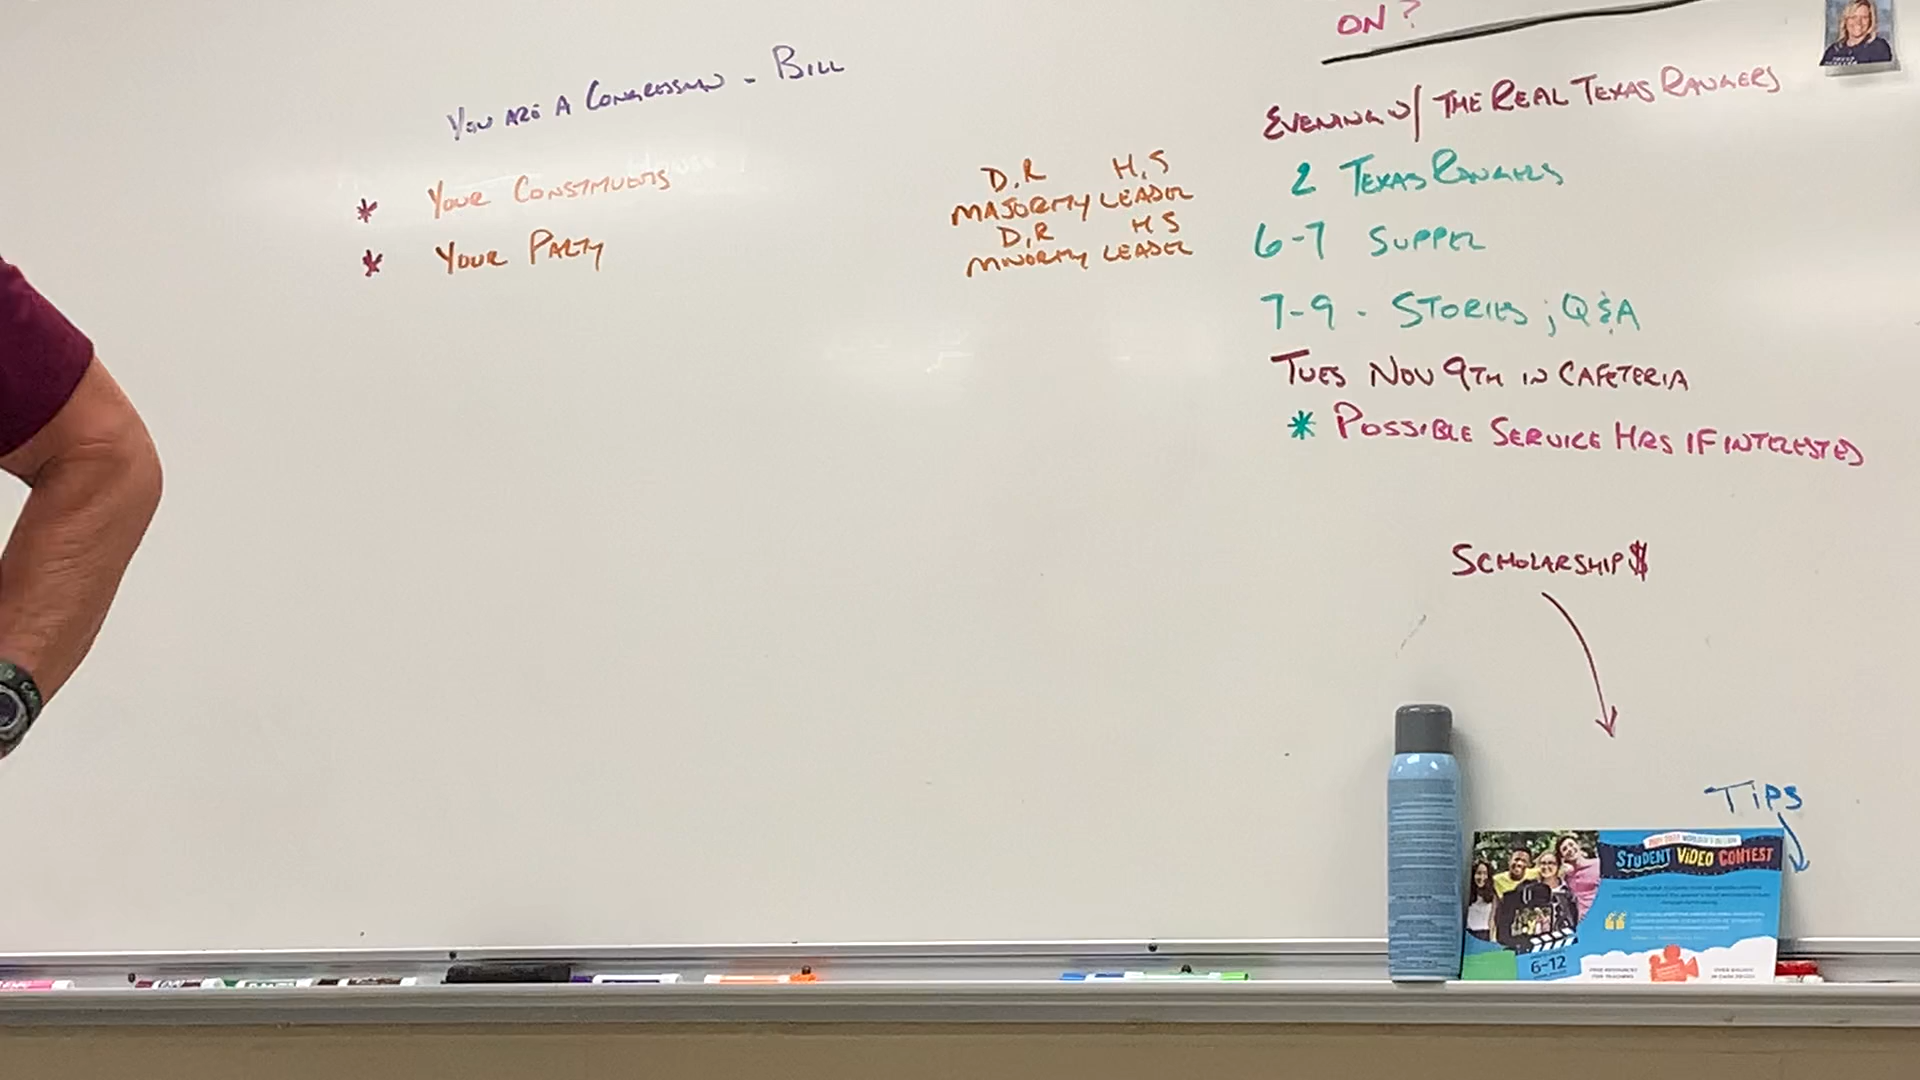 ON?
YOU ARE A CONGRESSMAN - BILL
* YOUR CONSTITUENTS
* YOUR PARTY
D,R H,S
MAJORITY LEADER
D,R H S
MINORITY LEADER
EVENING W/ THE REAL TEXAS RANGERS
2 TEXAS RANGERS
6-7 SUPPER
7-9 - STORIES; Q&A
TUES NOV 9TH IN CAFETERIA
* POSSIBLE SERVICE HRS IF INTERESTED
SCHOLARSHIP$
TIPS
STUDENT VIDEO CONTEST
6-12